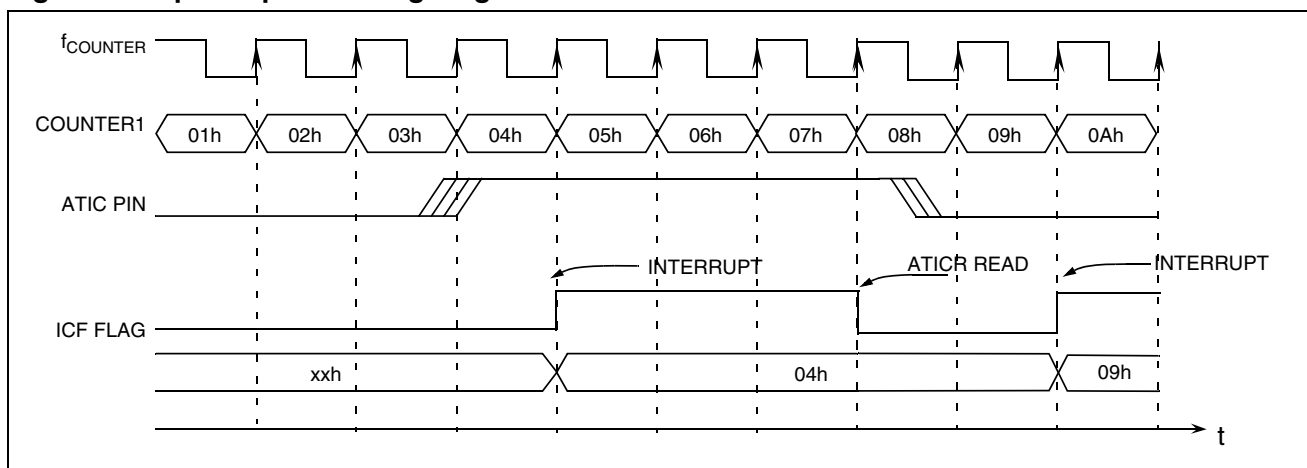 fCOUNTER
COUNTER1 01h 02h 03h 04h 05h 06h 07h 08h 09h 0Ah
ATIC PIN
INTERRUPT ATICR READ INTERRUPT
ICF FLAG
xxh 04h 09h
t